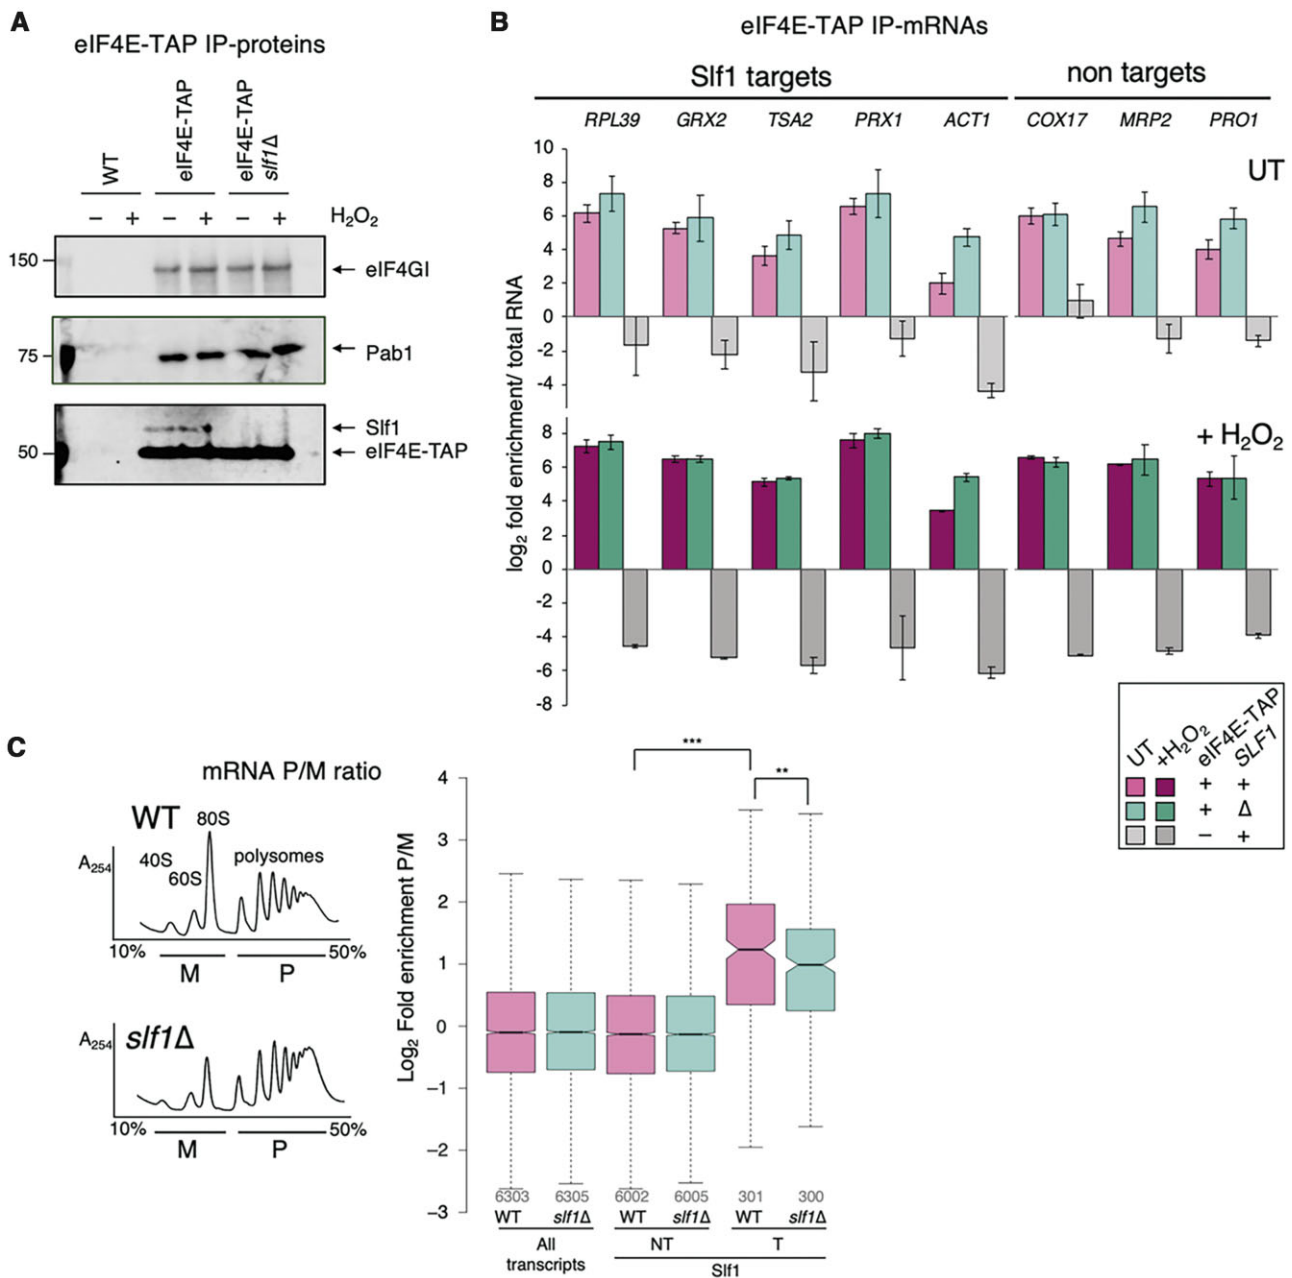 A
eIF4E-TAP IP-proteins
WT
eIF4E-TAP
eIF4E-TAP
slf1Δ
− + − + − + H₂O₂
150
eIF4GI
75
Pab1
Slf1
50
eIF4E-TAP
B
eIF4E-TAP IP-mRNAs
Slf1 targets
non targets
RPL39 GRX2 TSA2 PRX1 ACT1 COX17 MRP2 PRO1
UT
10
8
6
4
2
0
-2
-4
log₂ fold enrichment/ total RNA
+ H₂O₂
8
6
4
2
0
-2
-4
-6
-8
UT
+H₂O₂
eIF4E-TAP
SLF1
+ +
+ Δ
− +
C
mRNA P/M ratio
WT
A₂₅₄
40S
60S
80S
polysomes
10% 50%
M P
slf1Δ
A₂₅₄
10% 50%
M P
Log₂ Fold enrichment P/M
4
3
2
1
0
−1
−2
−3
***
**
6303 6305 6002 6005 301 300
WT slf1Δ WT slf1Δ WT slf1Δ
All
transcripts
NT T
Slf1